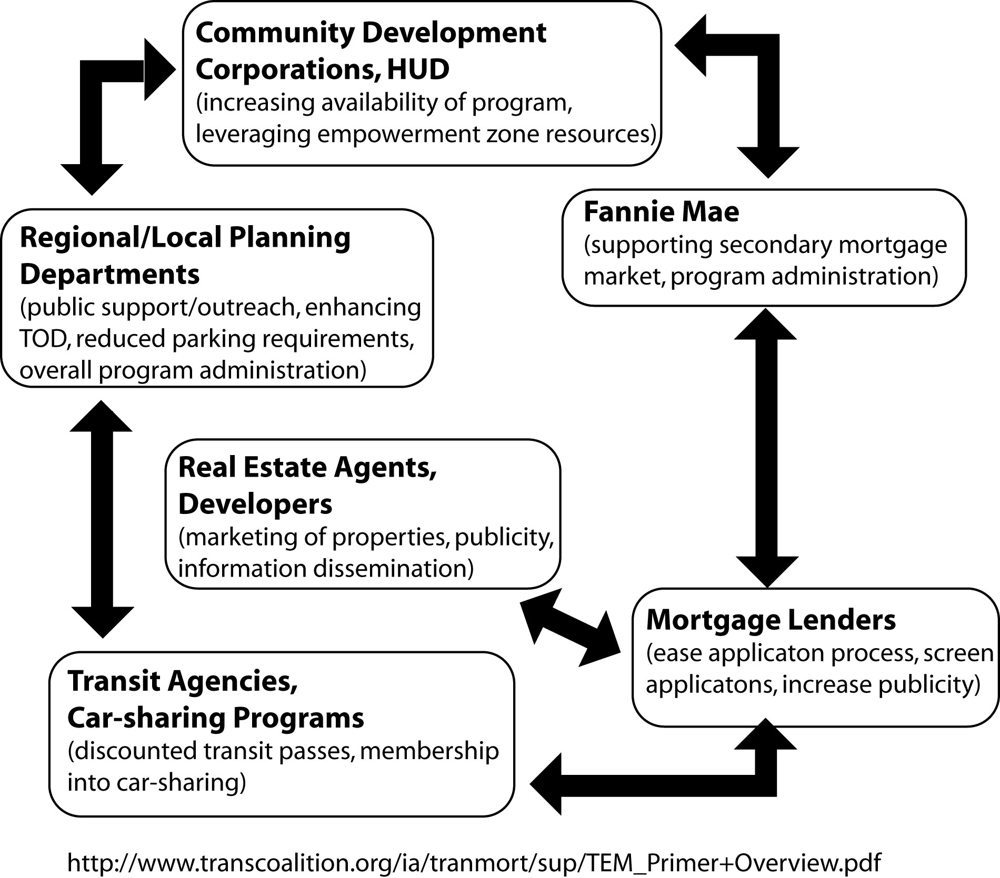 Community Development
Corporations, HUD
(increasing availability of program,
leveraging empowerment zone resources)
Regional/Local Planning
Departments
(public support/outreach, enhancing
TOD, reduced parking requirements,
overall program administration)
Fannie Mae
(supporting secondary mortgage
market, program administration)
Real Estate Agents,
Developers
(marketing of properties, publicity,
information dissemination)
Mortgage Lenders
(ease applicaton process, screen
applicatons, increase publicity)
Transit Agencies,
Car-sharing Programs
(discounted transit passes, membership
into car-sharing)
http://www.transcoalition.org/ia/tranmort/sup/TEM_Primer+Overview.pdf